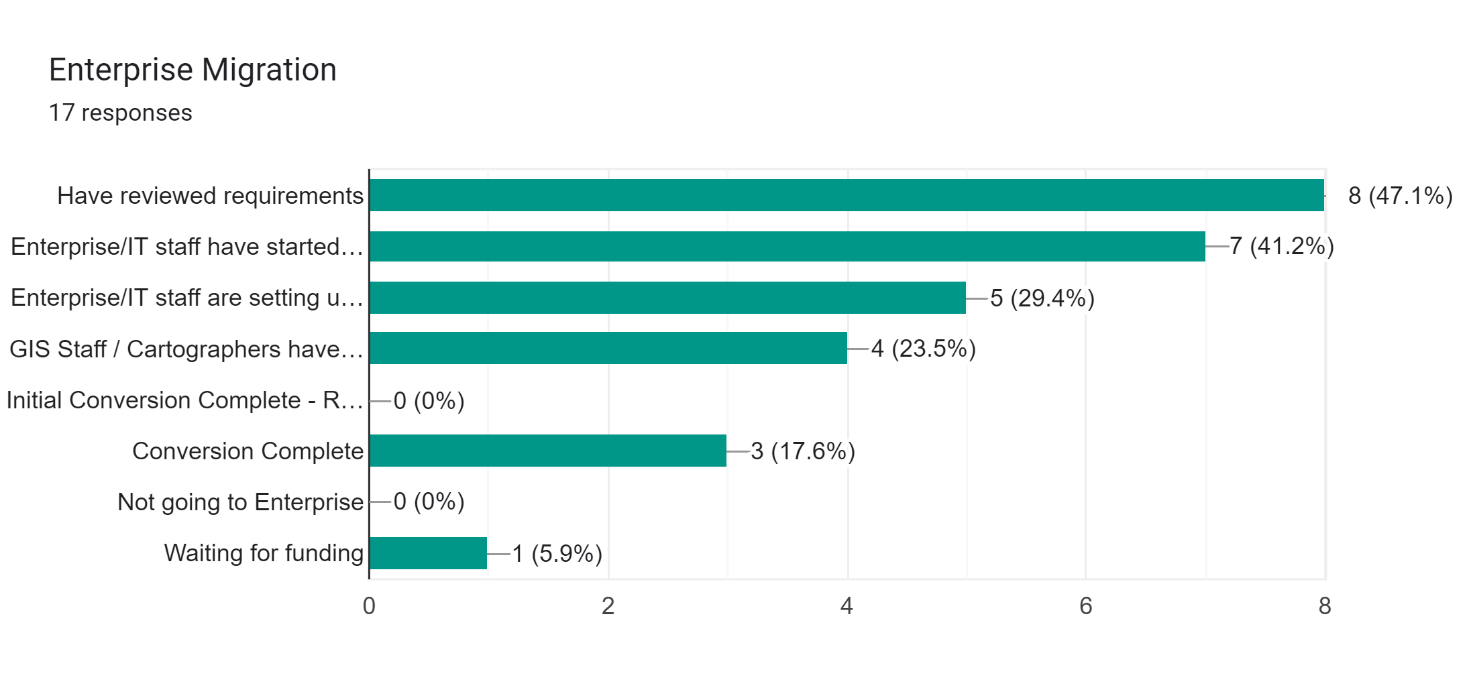 Enterprise Migration
17 responses
Have reviewed requirements 8 (47.1%)
Enterprise/IT staff have started… 7 (41.2%)
Enterprise/IT staff are setting u… 5 (29.4%)
GIS Staff / Cartographers have… 4 (23.5%)
Initial Conversion Complete - R… 0 (0%)
Conversion Complete 3 (17.6%)
Not going to Enterprise 0 (0%)
Waiting for funding 1 (5.9%)
0 2 4 6 8